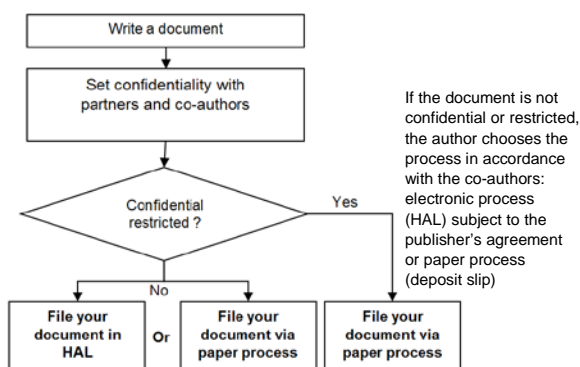 Write a document
Set confidentiality with
partners and co-authors
If the document is not
confidential or restricted,
the author chooses the
process in accordance
with the co-authors:
electronic process
(HAL) subject to the
publisher's agreement
or paper process
(deposit slip)
Confidential
restricted ?
Yes
No
File your
document in
HAL
Or
File your
document via
paper process
File your
document via
paper process